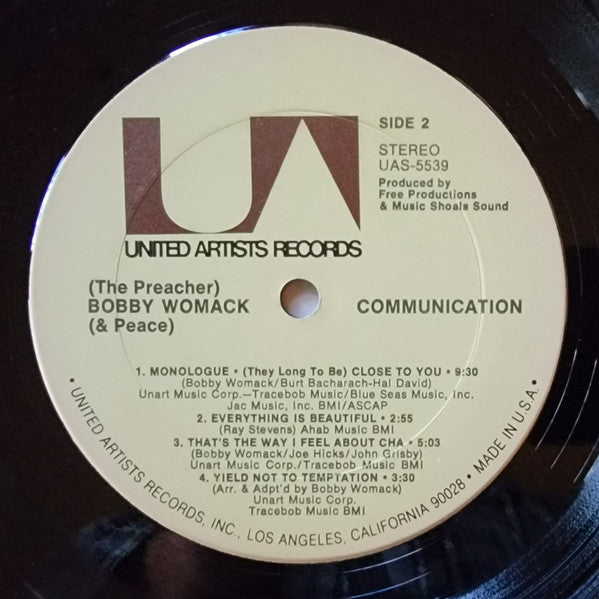 UA
UNITED ARTISTS RECORDS
SIDE 2
STEREO
UAS-5539
Produced by
Free Productions
& Music Shoals Sound
(The Preacher)
BOBBY WOMACK
(& Peace)
COMMUNICATION
1. MONOLOGUE • (They Long To Be) CLOSE TO YOU • 9:30
(Bobby Womack/Burt Bacharach-Hal David)
Unart Music Corp.—Tracebob Music/Blue Seas Music, Inc.
Jac Music, Inc. BMI/ASCAP
2. EVERYTHING IS BEAUTIFUL • 2:55
(Ray Stevens) Ahab Music BMI
3. THAT'S THE WAY I FEEL ABOUT CHA • 5:03
(Bobby Womack/Joe Hicks/John Grisby)
Unart Music Corp./Tracebob Music BMI
4. YIELD NOT TO TEMPTATION • 3:30
(Arr. & Adpt'd by Bobby Womack)
Unart Music Corp.
Tracebob Music BMI
• UNITED ARTISTS RECORDS, INC., LOS ANGELES, CALIFORNIA 90028 • MADE IN U.S.A. •